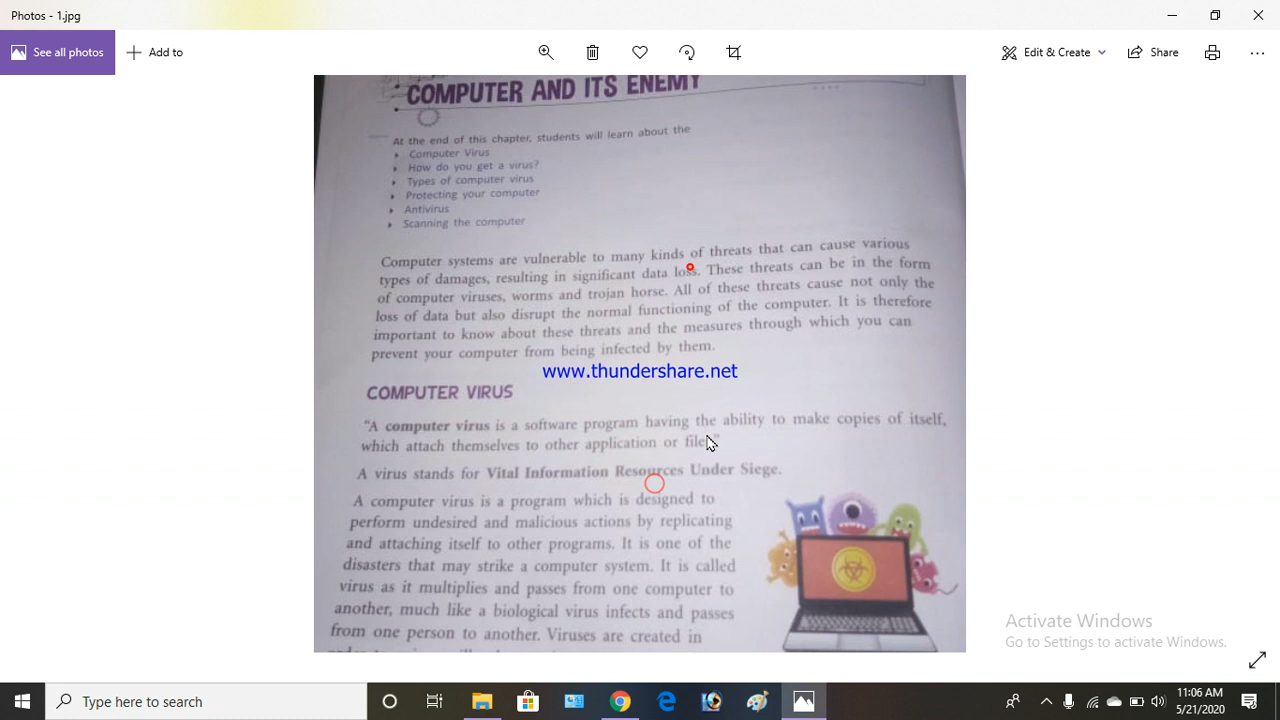 Photos - 1.jpg
See all photos
Add to
Edit & Create
Share
COMPUTER AND ITS ENEMY
At the end of this chapter, students will learn about the
Computer Virus
How do you get a virus?
Types of computer virus
Protecting your computer
Antivirus
Scanning the computer
Computer systems are vulnerable to many kinds of threats that can cause various
types of damages, resulting in significant data loss. These threats can be in the form
of computer viruses, worms and trojan horse. All of these threats cause not only the
loss of data but also disrupt the normal functioning of the computer. It is therefore
important to know about these threats and the measures through which you can
prevent your computer from being infected by them.
www.thundershare.net
COMPUTER VIRUS
"A computer virus is a software program having the ability to make copies of itself,
which attach themselves to other application or file"
A virus stands for Vital Information Resources Under Siege.
A computer virus is a program which is designed to
perform undesired and malicious actions by replicating
and attaching itself to other programs. It is one of the
disasters that may strike a computer system. It is called
virus as it multiplies and passes from one computer to
another, much like a biological virus infects and passes
from one person to another. Viruses are created in
Activate Windows
Go to Settings to activate Windows.
Type here to search
11:06 AM
5/21/2020